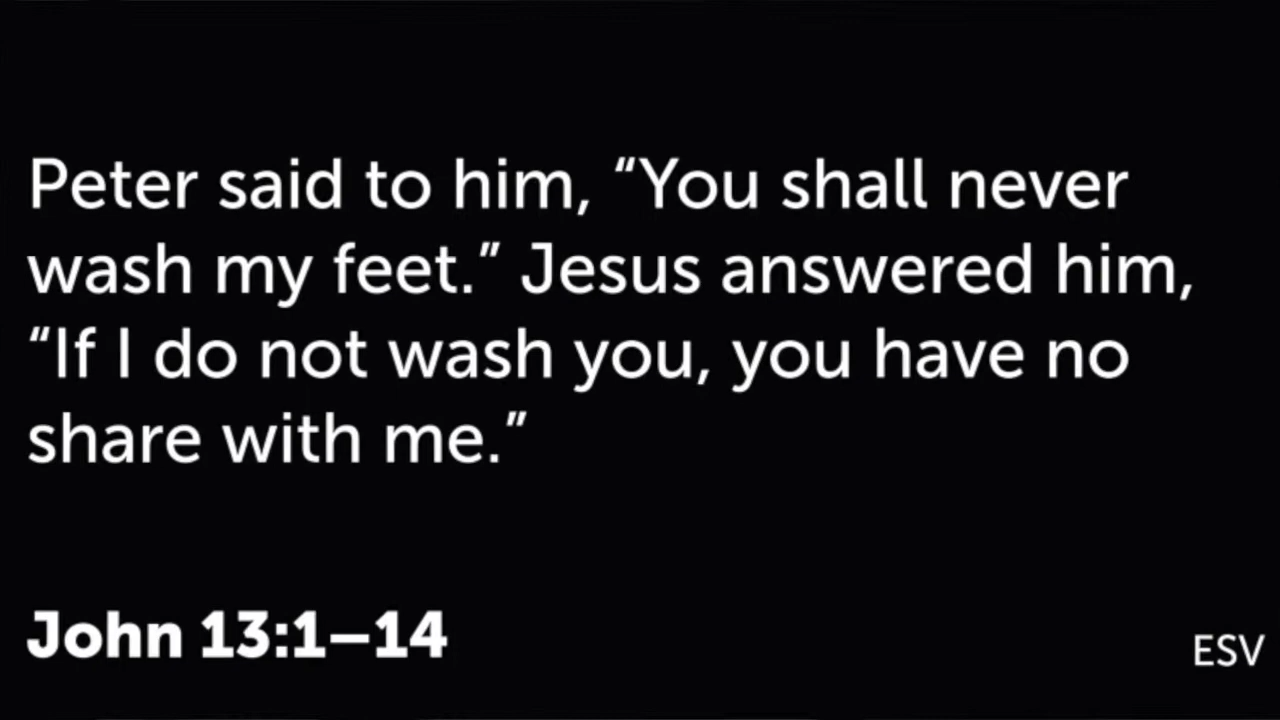 Peter said to him, “You shall never
wash my feet.” Jesus answered him,
“If I do not wash you, you have no
share with me.”
John 13:1–14
ESV